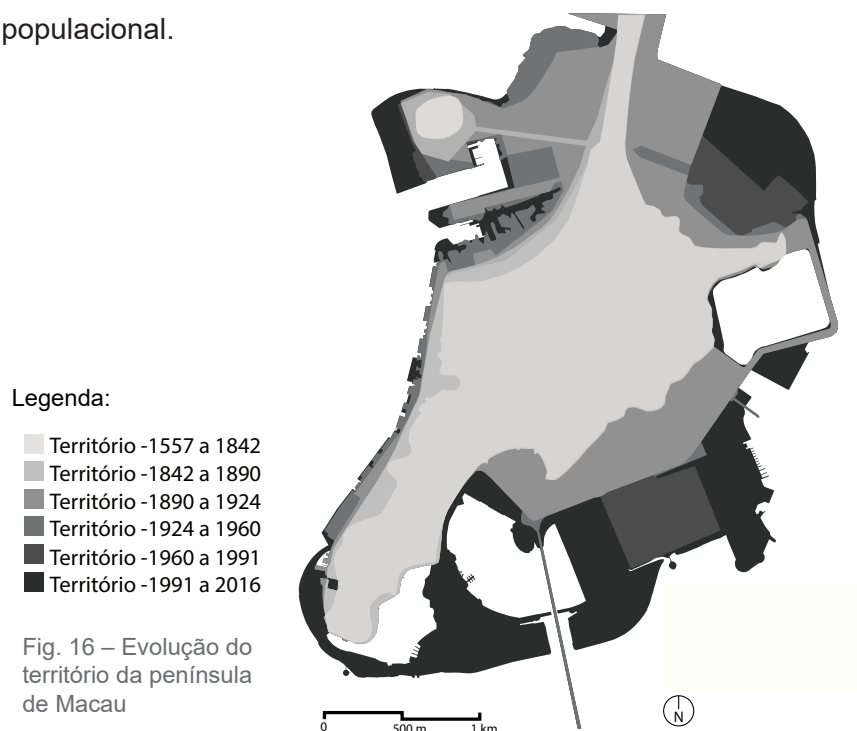 populacional.
Legenda:
Território -1557 a 1842
Território -1842 a 1890
Território -1890 a 1924
Território -1924 a 1960
Território -1960 a 1991
Território -1991 a 2016
Fig. 16 – Evolução do
território da península
de Macau
0 500 m 1 km
N